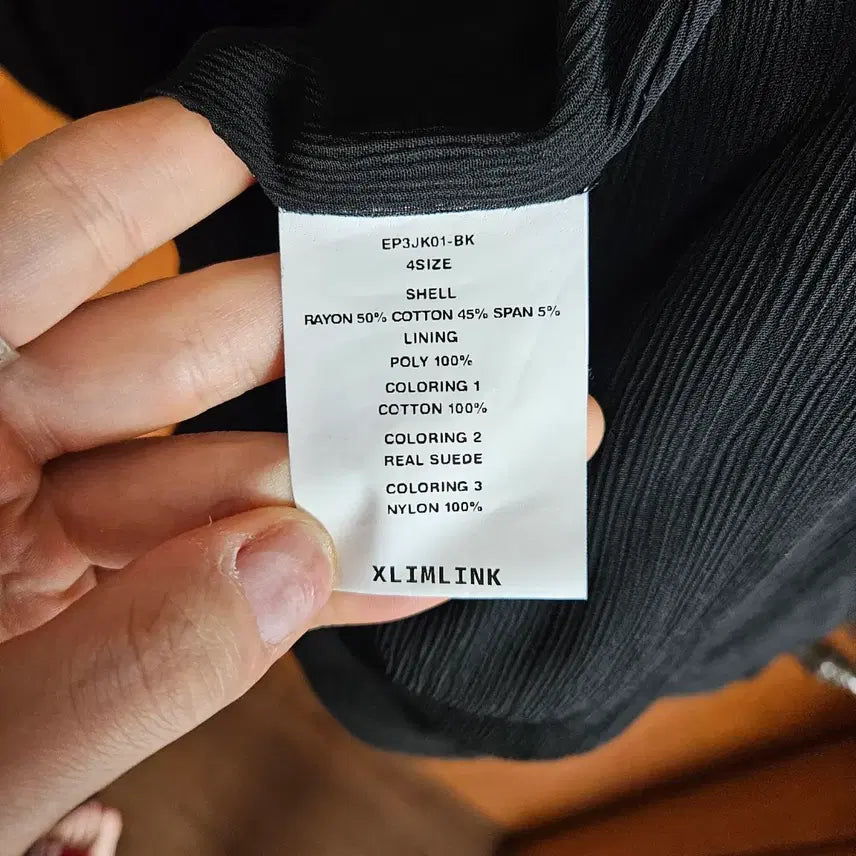 EP3JK01-BK
4SIZE
SHELL
RAYON 50% COTTON 45% SPAN 5%
LINING
POLY 100%
COLORING 1
COTTON 100%
COLORING 2
REAL SUEDE
COLORING 3
NYLON 100%
XLIMLINK